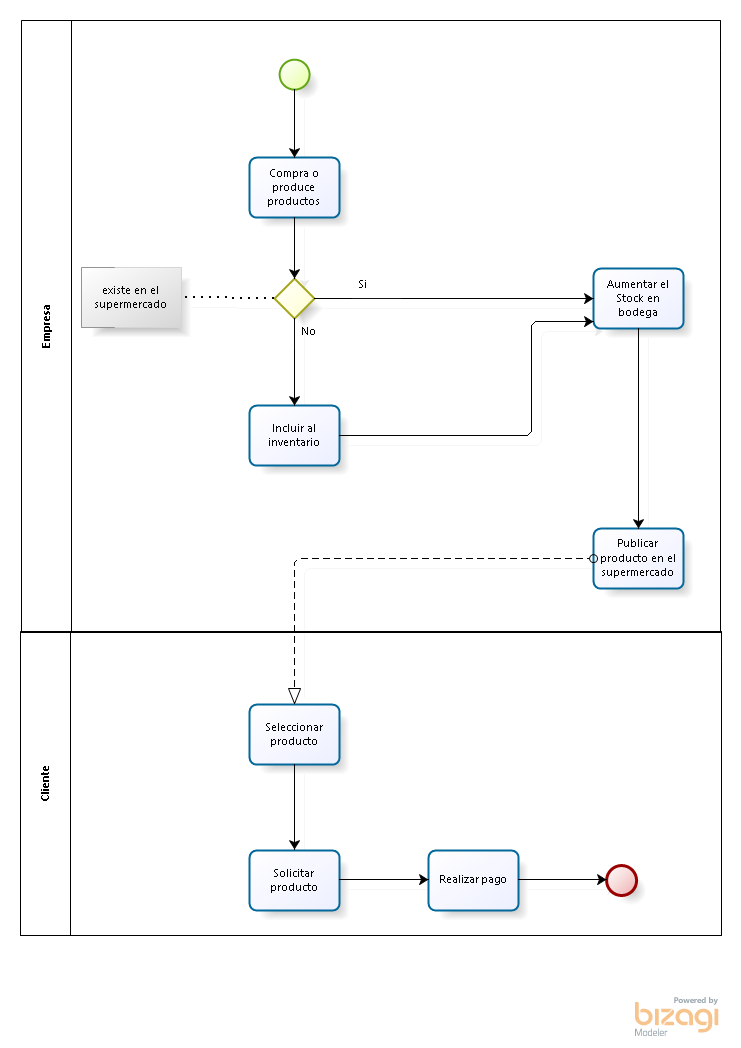 Empresa
Compra o
produce
productos
existe en el
supermercado
Si
No
Aumentar el
Stock en
bodega
Incluir al
inventario
Publicar
producto en el
supermercado
Cliente
Seleccionar
producto
Solicitar
producto
Realizar pago
Powered by
bizagi
Modeler